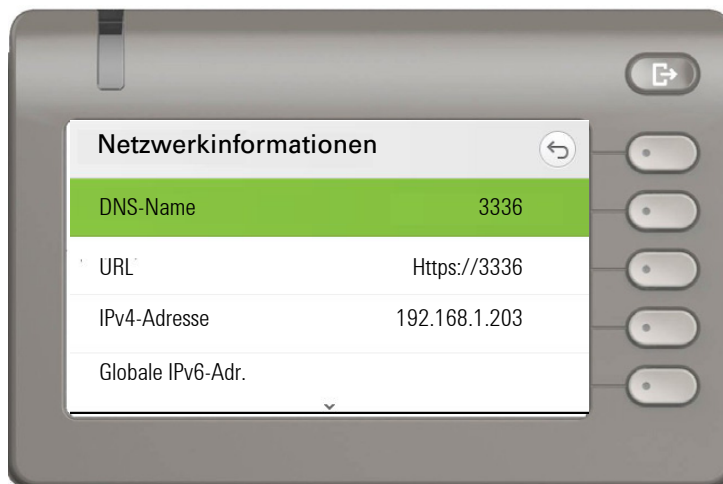 Netzwerkinformationen
DNS-Name 3336
URL Https://3336
IPv4-Adresse 192.168.1.203
Globale IPv6-Adr.